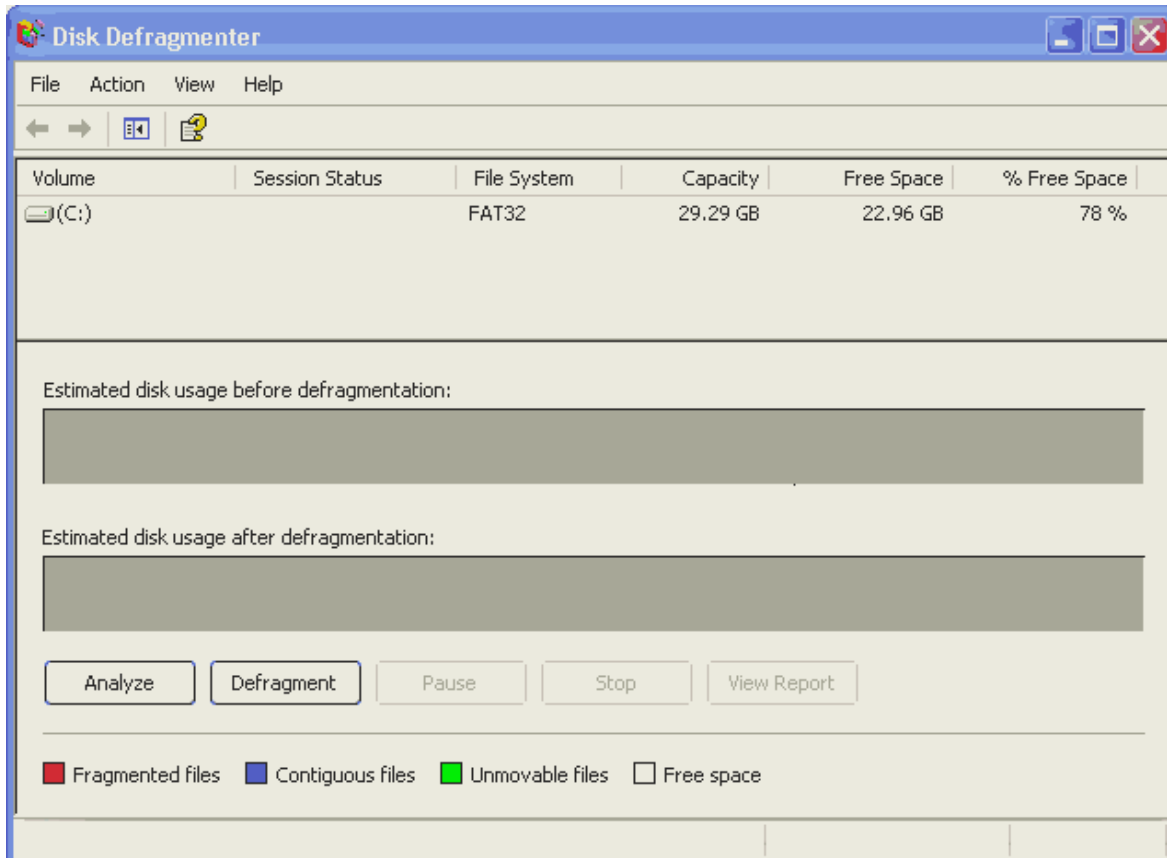 Disk Defragmenter
File Action View Help
Volume Session Status File System Capacity Free Space % Free Space
(C:) FAT32 29.29 GB 22.96 GB 78 %
Estimated disk usage before defragmentation:
Estimated disk usage after defragmentation:
Analyze Defragment Pause Stop View Report
Fragmented files Contiguous files Unmovable files Free space